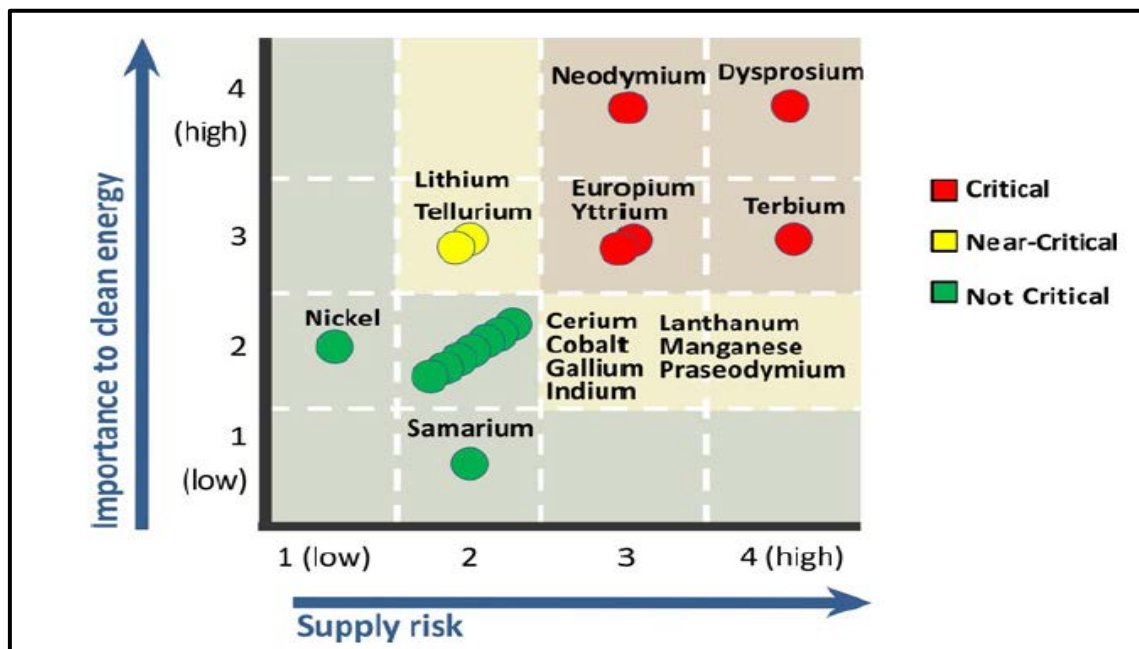 Importance to clean energy
4
(high)
3
2
1
(low)
Neodymium
Dysprosium
Lithium
Tellurium
Europium
Yttrium
Terbium
Nickel
Cerium Lanthanum
Cobalt Manganese
Gallium Praseodymium
Indium
Samarium
1 (low) 2 3 4 (high)
Supply risk
Critical
Near-Critical
Not Critical